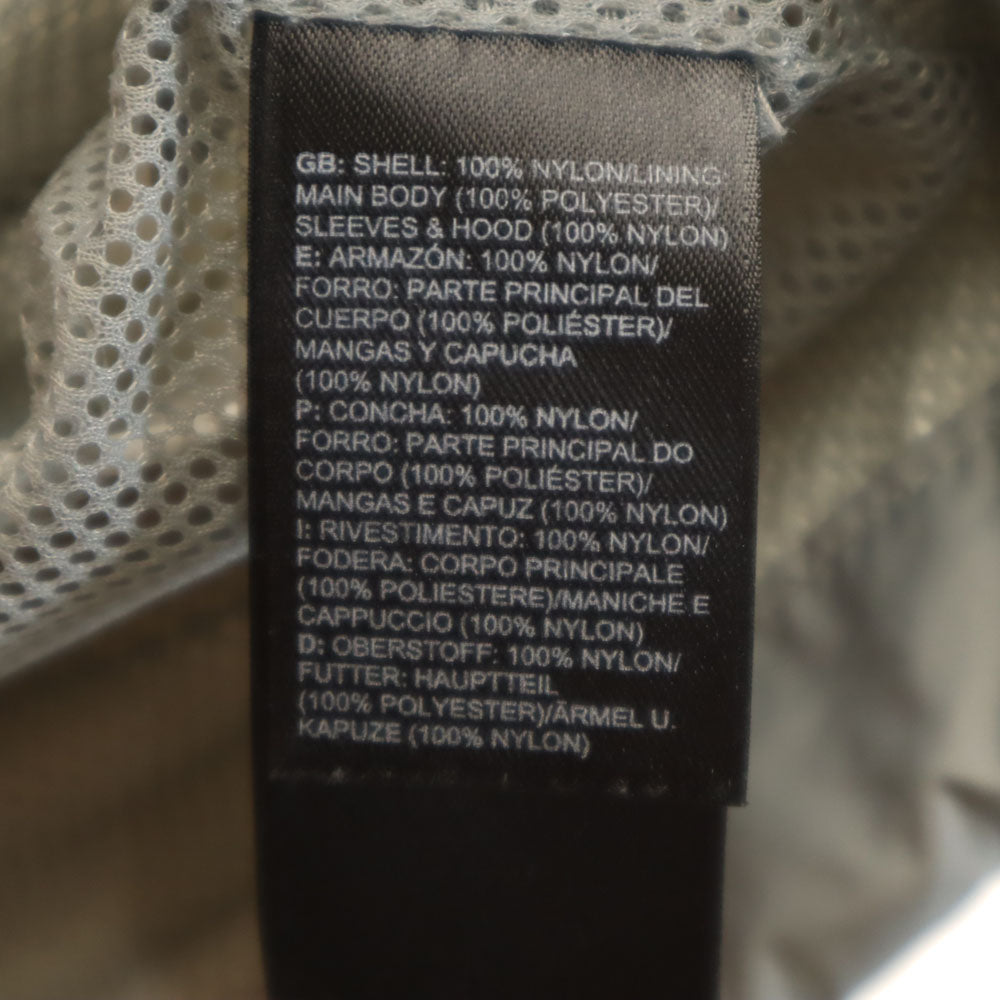 GB: SHELL: 100% NYLON/LINING
MAIN BODY (100% POLYESTER)/
SLEEVES & HOOD (100% NYLON)
E: ARMAZÓN: 100% NYLON/
FORRO: PARTE PRINCIPAL DEL
CUERPO (100% POLIÉSTER)/
MANGAS Y CAPUCHA
(100% NYLON)
P: CONCHA: 100% NYLON/
FORRO: PARTE PRINCIPAL DO
CORPO (100% POLIÉSTER)/
MANGAS E CAPUZ (100% NYLON)
I: RIVESTIMENTO: 100% NYLON/
FODERA: CORPO PRINCIPALE
(100% POLIESTERE)/MANICHE E
CAPPUCCIO (100% NYLON)
D: OBERSTOFF: 100% NYLON/
FUTTER: HAUPTTEIL
(100% POLYESTER)/ÄRMEL U.
KAPUZE (100% NYLON)